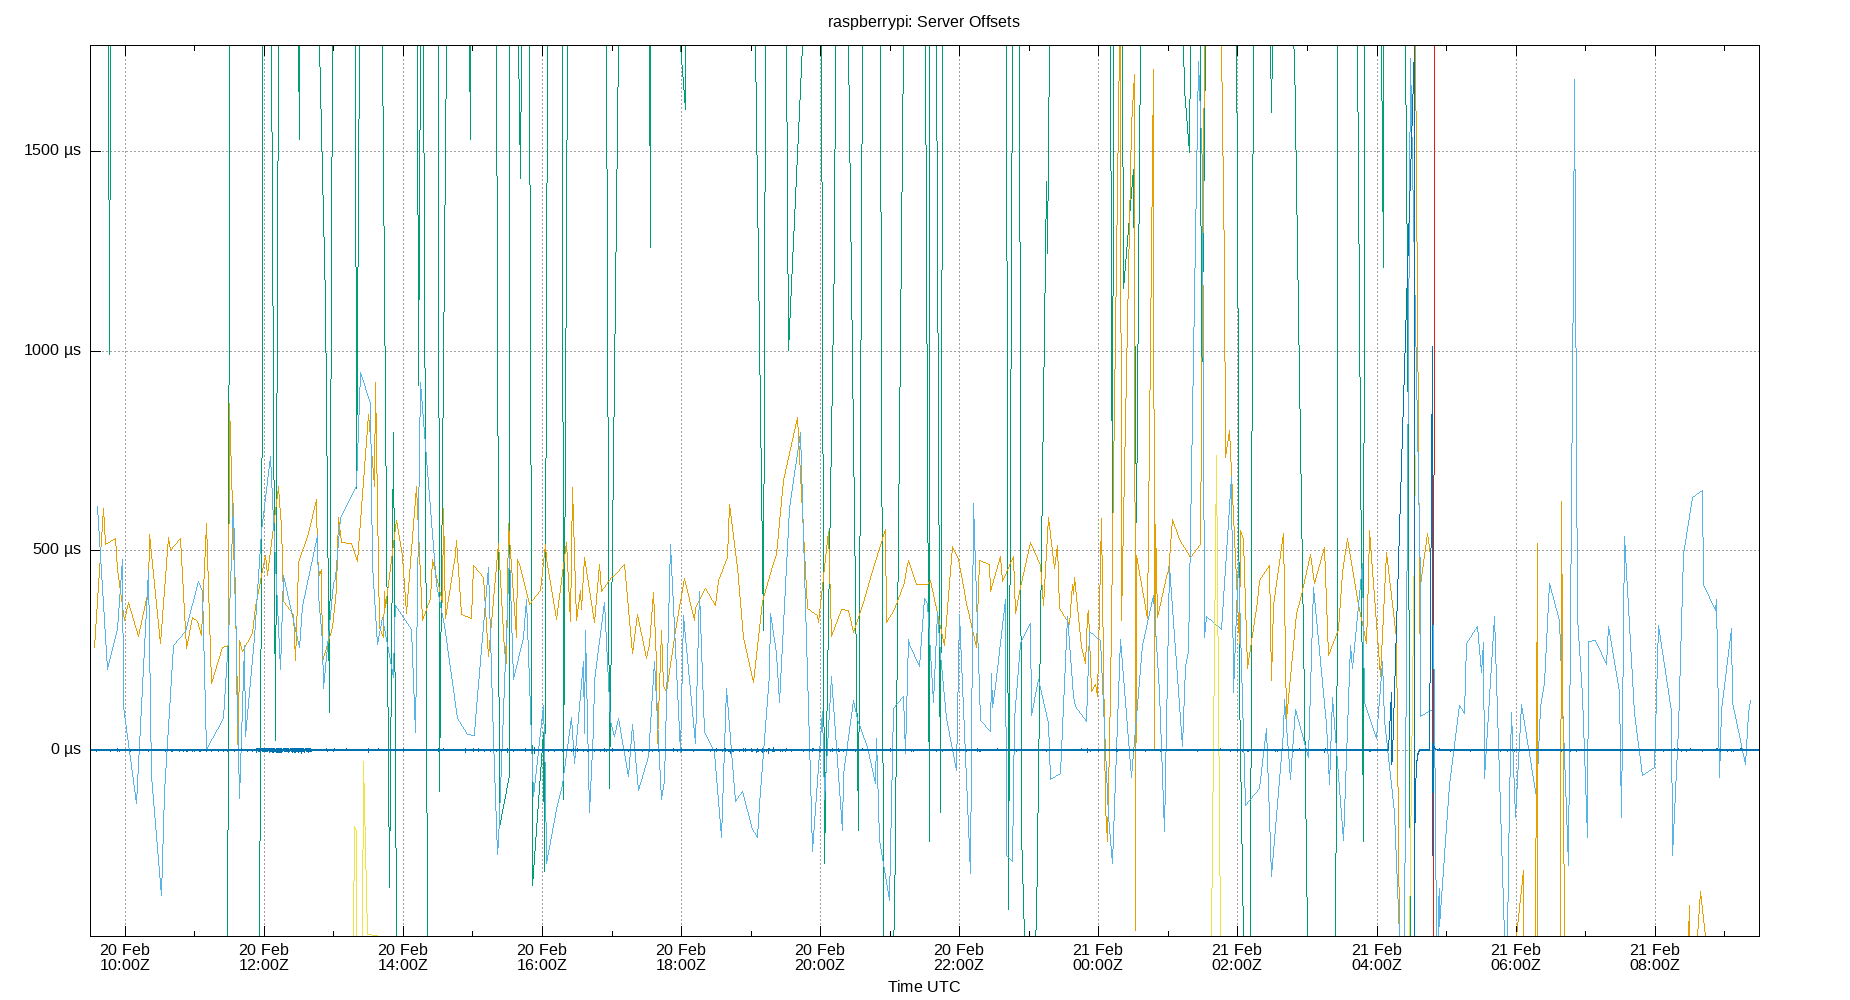 raspberrypi: Server Offsets
1500 µs
1000 µs
500 µs
0 µs
20 Feb 20 Feb 20 Feb 20 Feb 20 Feb 20 Feb 20 Feb 21 Feb 21 Feb 21 Feb 21 Feb 21 Feb
10:00Z 12:00Z 14:00Z 16:00Z 18:00Z 20:00Z 22:00Z 00:00Z 02:00Z 04:00Z 06:00Z 08:00Z
Time UTC